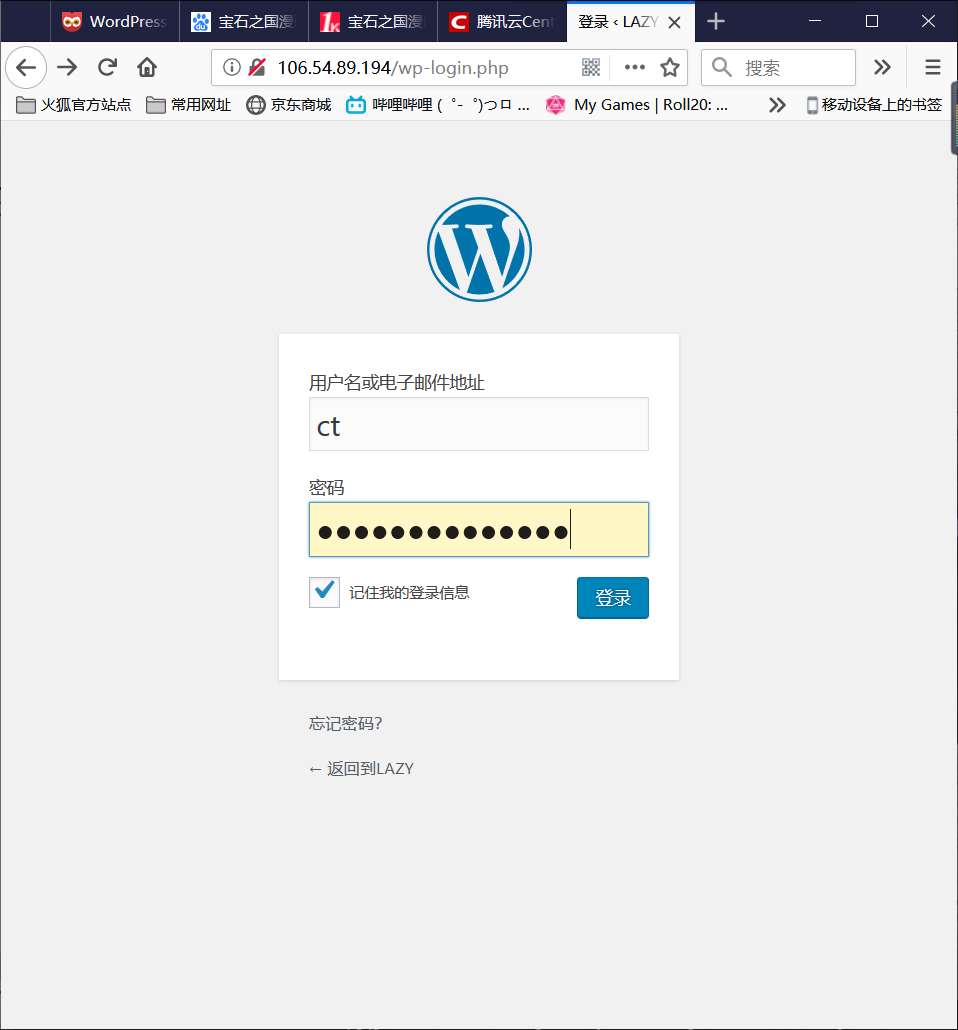 WordPress
宝石之国漫
宝石之国漫
腾讯云Cent
登录 ‹ LAZY
106.54.89.194/wp-login.php
搜索
火狐官方站点
常用网址
京东商城
哔哩哔哩 ( ゜- ゜)つロ ...
My Games | Roll20: ...
移动设备上的书签
用户名或电子邮件地址
ct
密码
●●●●●●●●●●●●●●
记住我的登录信息
登录
忘记密码？
← 返回到LAZY